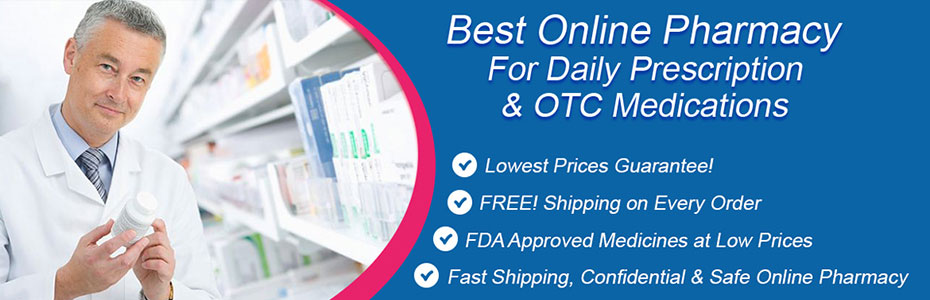 Best Online Pharmacy
For Daily Prescription
& OTC Medications
Lowest Prices Guarantee!
FREE! Shipping on Every Order
FDA Approved Medicines at Low Prices
Fast Shipping, Confidential & Safe Online Pharmacy